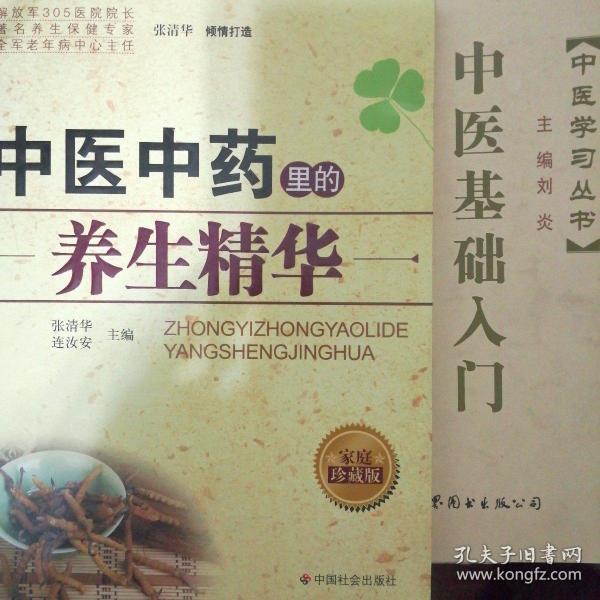 解放军305医院院长
著名养生保健专家
全军老年病中心主任
张清华 倾情打造
中医中药里的
养生精华
张清华
连汝安
主编
ZHONGYIZHONGYAOLIDE
YANGSHENGJINGHUA
家庭
珍藏版
中国社会出版社
【中医学习丛书】
主编 刘炎
中医基础入门
界图书出版公司
孔夫子旧书网
www.kongfz.com